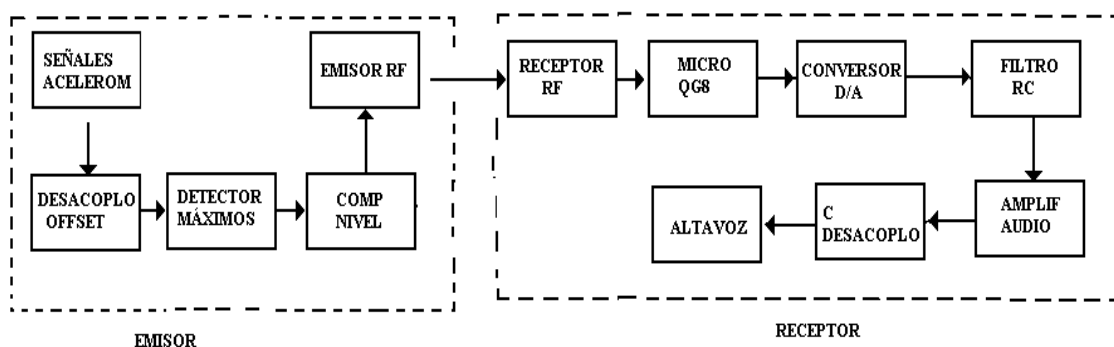 SEÑALES
ACELEROM
DESACOPLO
OFFSET
DETECTOR
MÁXIMOS
COMP
NIVEL
EMISOR RF
EMISOR
RECEPTOR
RF
MICRO
QG8
CONVERSOR
D/A
FILTRO
RC
AMPLIF
AUDIO
C
DESACOPLO
ALTAVOZ
RECEPTOR